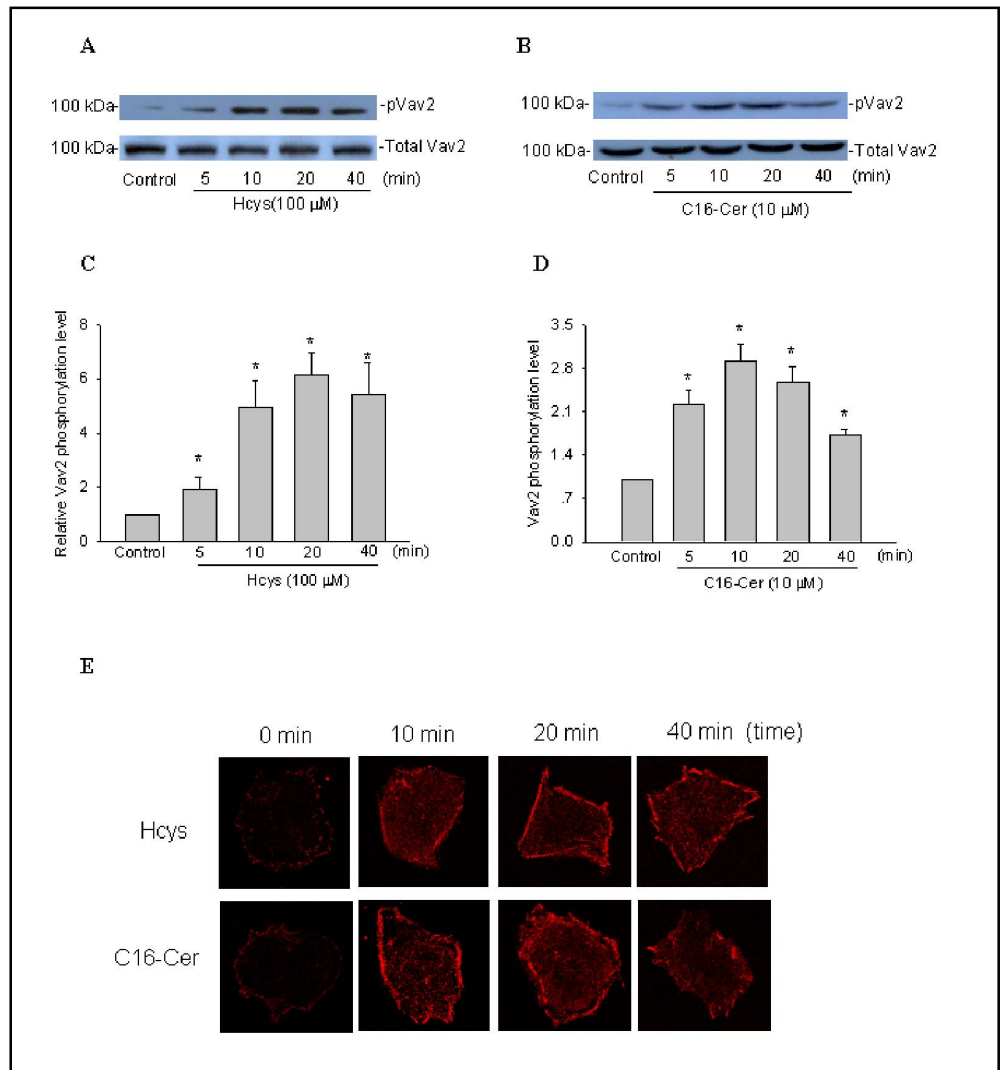 A
100 kDa- -pVav2
100 kDa- -Total Vav2
Control 5 10 20 40 (min)
Hcys(100 µM)
B
100 kDa- -pVav2
100 kDa- -Total Vav2
Control 5 10 20 40 (min)
C16-Cer (10 µM)
C
Relative Vav2 phosphorylation level
8
6
4
2
0
* * * *
Control 5 10 20 40 (min)
Hcys (100 µM)
D
Vav2 phosphorylation level
3.5
2.8
2.1
1.4
.7
0.0
* * * *
Control 5 10 20 40 (min)
C16-Cer (10 µM)
E
0 min 10 min 20 min 40 min (time)
Hcys
C16-Cer